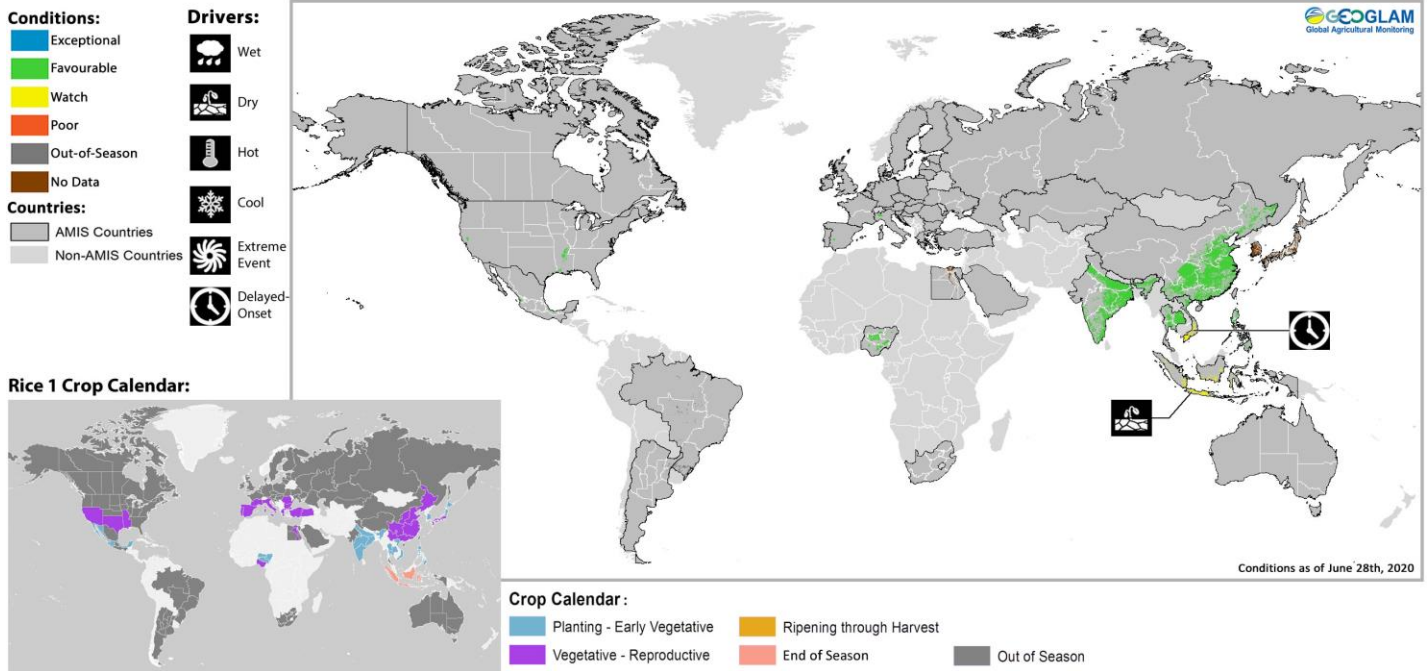 Conditions:
Exceptional
Favourable
Watch
Poor
Out-of-Season
No Data
Countries:
AMIS Countries
Non-AMIS Countries
Drivers:
Wet
Dry
Hot
Cool
Extreme
Event
Delayed-
Onset
GEOGLAM
Global Agricultural Monitoring
Conditions as of June 28th, 2020
Rice 1 Crop Calendar:
Crop Calendar :
Planting - Early Vegetative
Ripening through Harvest
Vegetative - Reproductive
End of Season
Out of Season